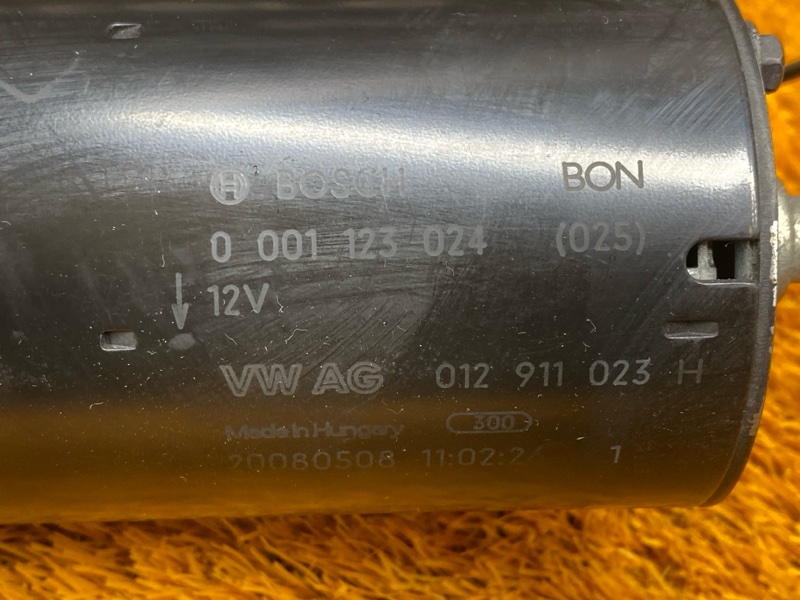 BOSCH BON
0 001 123 024 (025)
12V
VW AG 012 911 023 H
Made in Hungary 300
20080508 11:02:2 1